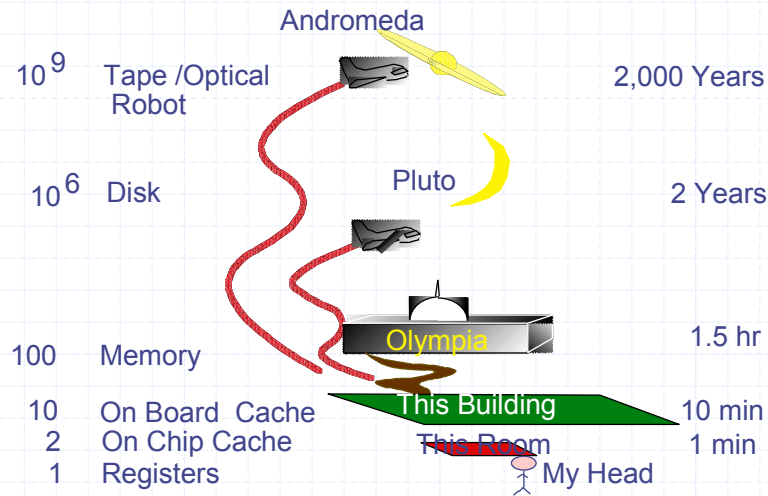 Andromeda
10⁹ Tape /Optical Robot 2,000 Years
10⁶ Disk Pluto 2 Years
Olympia 1.5 hr
100 Memory
10 On Board Cache This Building 10 min
2 On Chip Cache This Room 1 min
1 Registers My Head